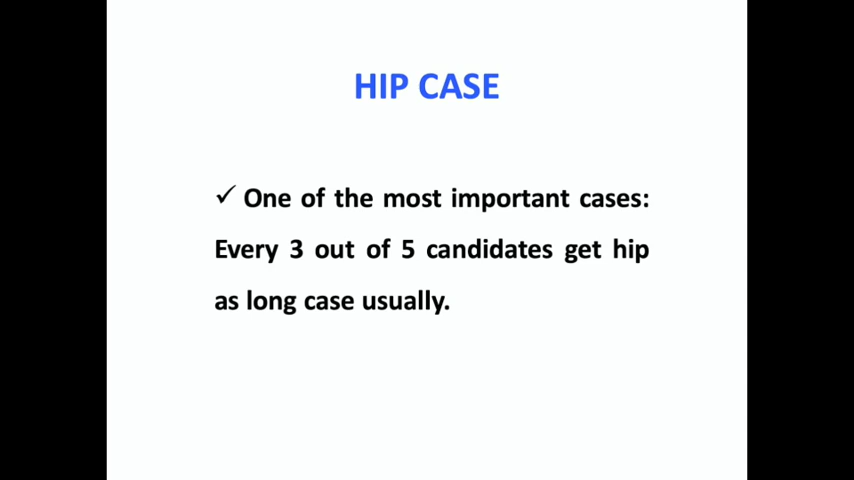 HIP CASE
✓ One of the most important cases:
Every 3 out of 5 candidates get hip
as long case usually.